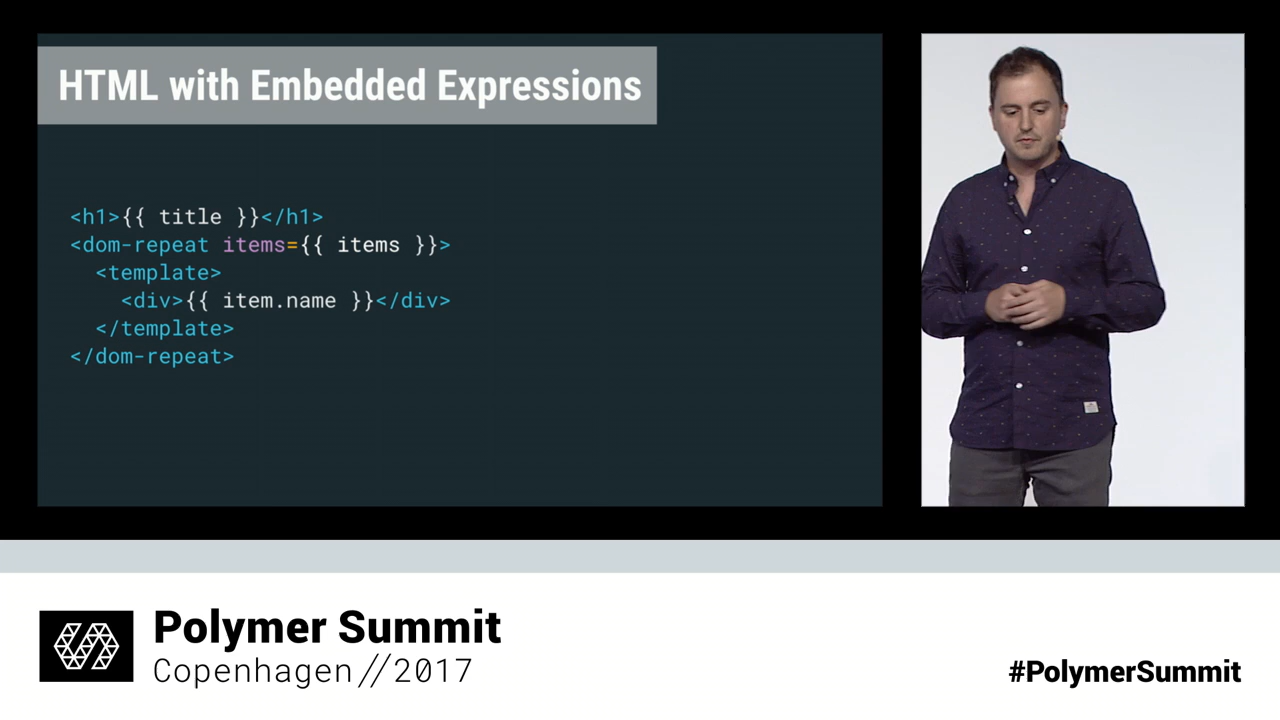 HTML with Embedded Expressions
<h1>{{ title }}</h1>
<dom-repeat items={{ items }}>
  <template>
    <div>{{ item.name }}</div>
  </template>
</dom-repeat>
Polymer Summit
Copenhagen//2017
#PolymerSummit